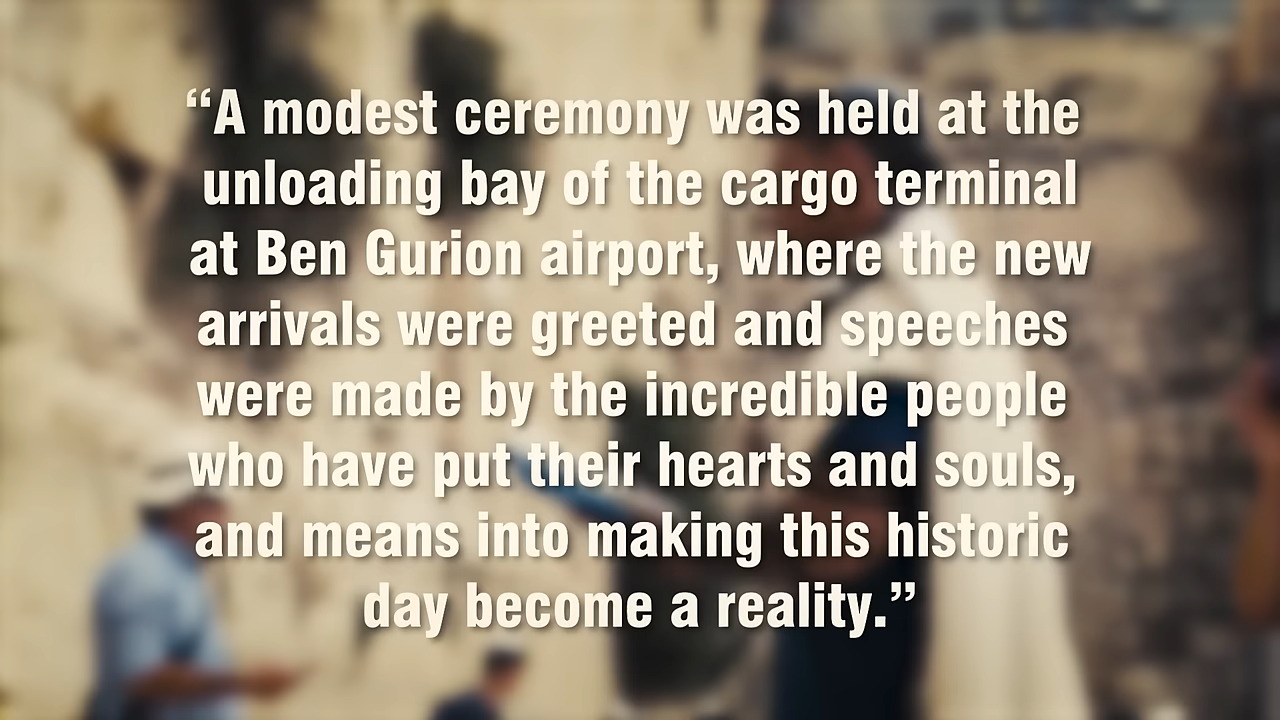 “A modest ceremony was held at the
unloading bay of the cargo terminal
at Ben Gurion airport, where the new
arrivals were greeted and speeches
were made by the incredible people
who have put their hearts and souls,
and means into making this historic
day become a reality.”